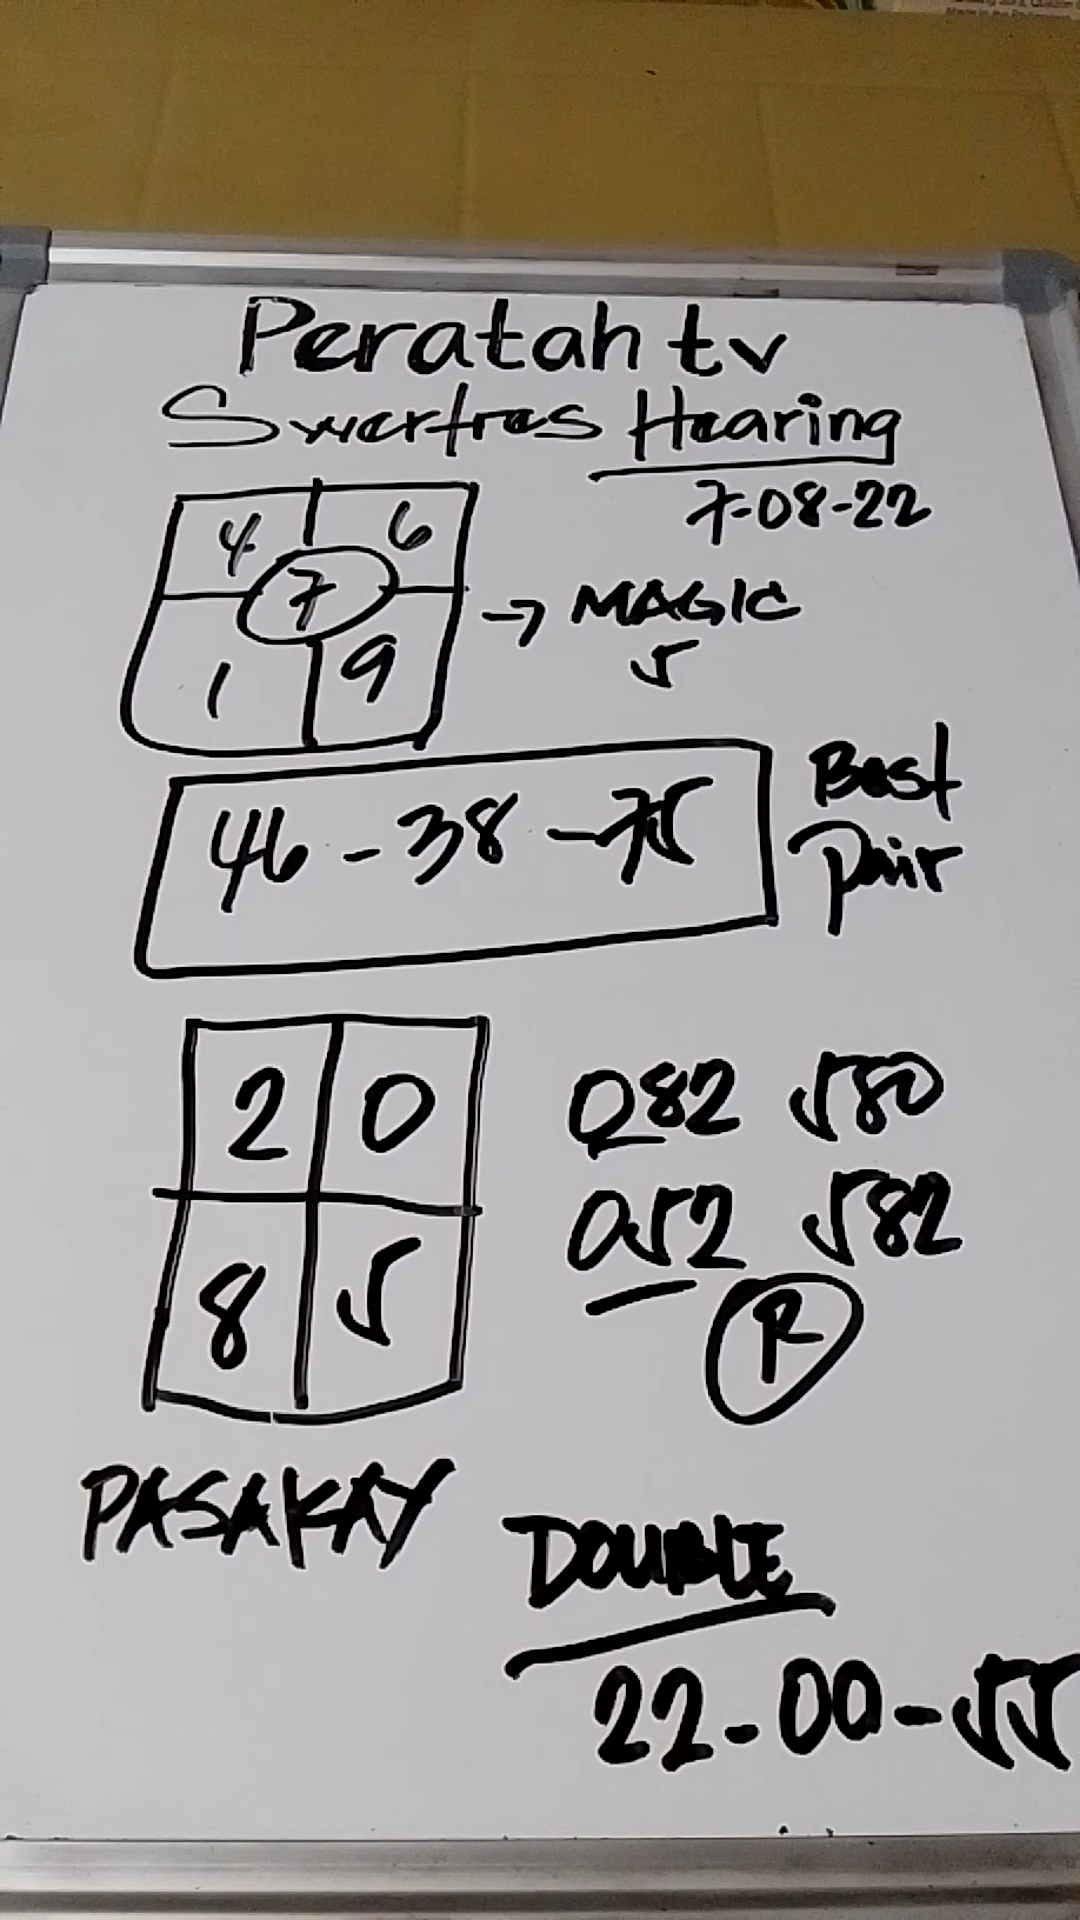 Peratah tv
Swertres Hearing
7-08-22
4 6
7
1 9
→ MAGIC
5
46 - 38 - 75
Best
Pair
2 0
8 5
082 580
052 582
R
PASAKAY
DOUBLE
22-00-55